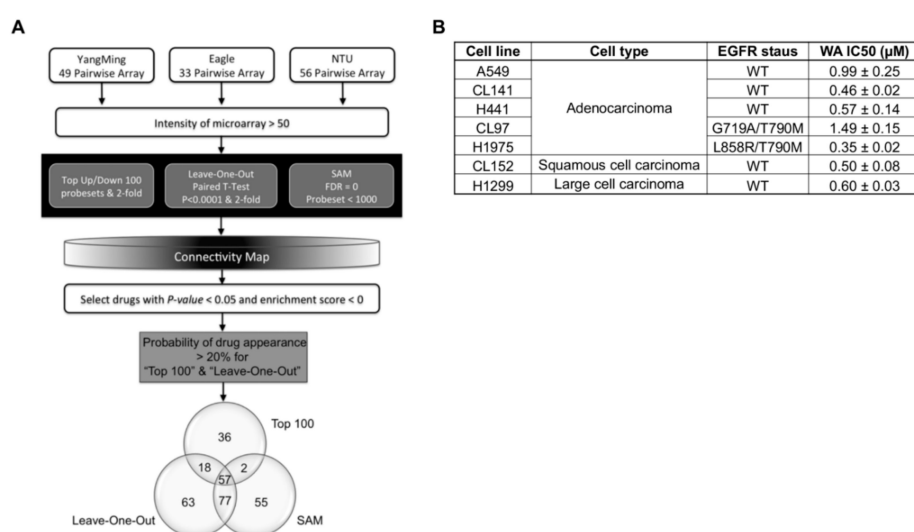 A
YangMing
49 Pairwise Array
Eagle
33 Pairwise Array
NTU
56 Pairwise Array
Intensity of microarray > 50
Top Up/Down 100
probesets & 2-fold
Leave-One-Out
Paired T-Test
P<0.0001 & 2-fold
SAM
FDR = 0
Probeset < 1000
Connectivity Map
Select drugs with P-value < 0.05 and enrichment score < 0
Probability of drug appearance
> 20% for
"Top 100" & "Leave-One-Out"
Top 100
36
18
2
57
63
77
55
Leave-One-Out
SAM
B
Cell line Cell type EGFR staus WA IC50 (µM)
A549 Adenocarcinoma WT 0.99 ± 0.25
CL141 WT 0.46 ± 0.02
H441 WT 0.57 ± 0.14
CL97 G719A/T790M 1.49 ± 0.15
H1975 L858R/T790M 0.35 ± 0.02
CL152 Squamous cell carcinoma WT 0.50 ± 0.08
H1299 Large cell carcinoma WT 0.60 ± 0.03